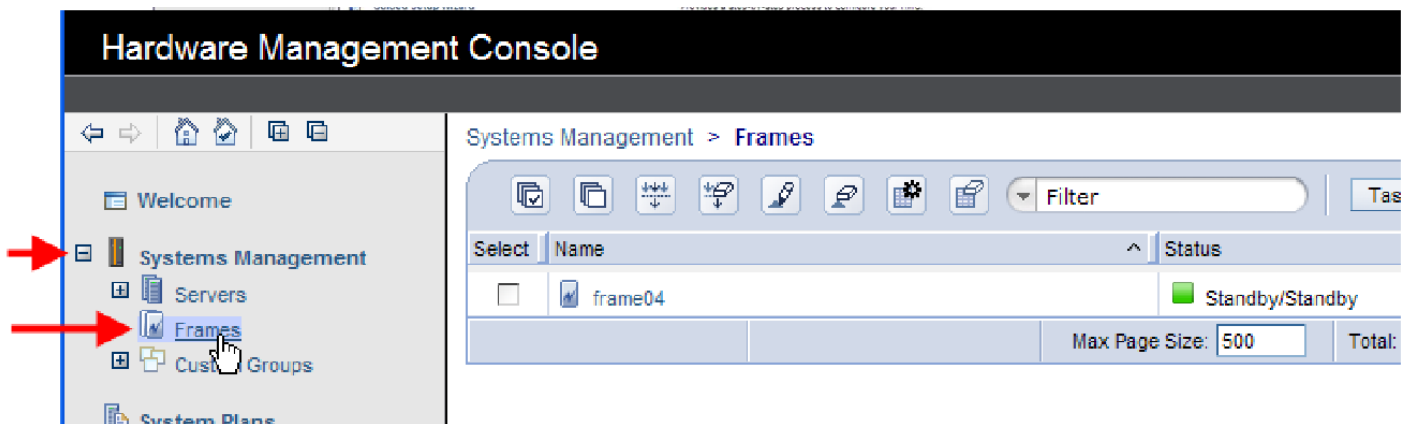 Hardware Management Console
Systems Management > Frames
Welcome
Filter
Tas
Systems Management
Select Name Status
Servers
frame04 Standby/Standby
Frames
Max Page Size: 500 Total:
Groups
System Plans